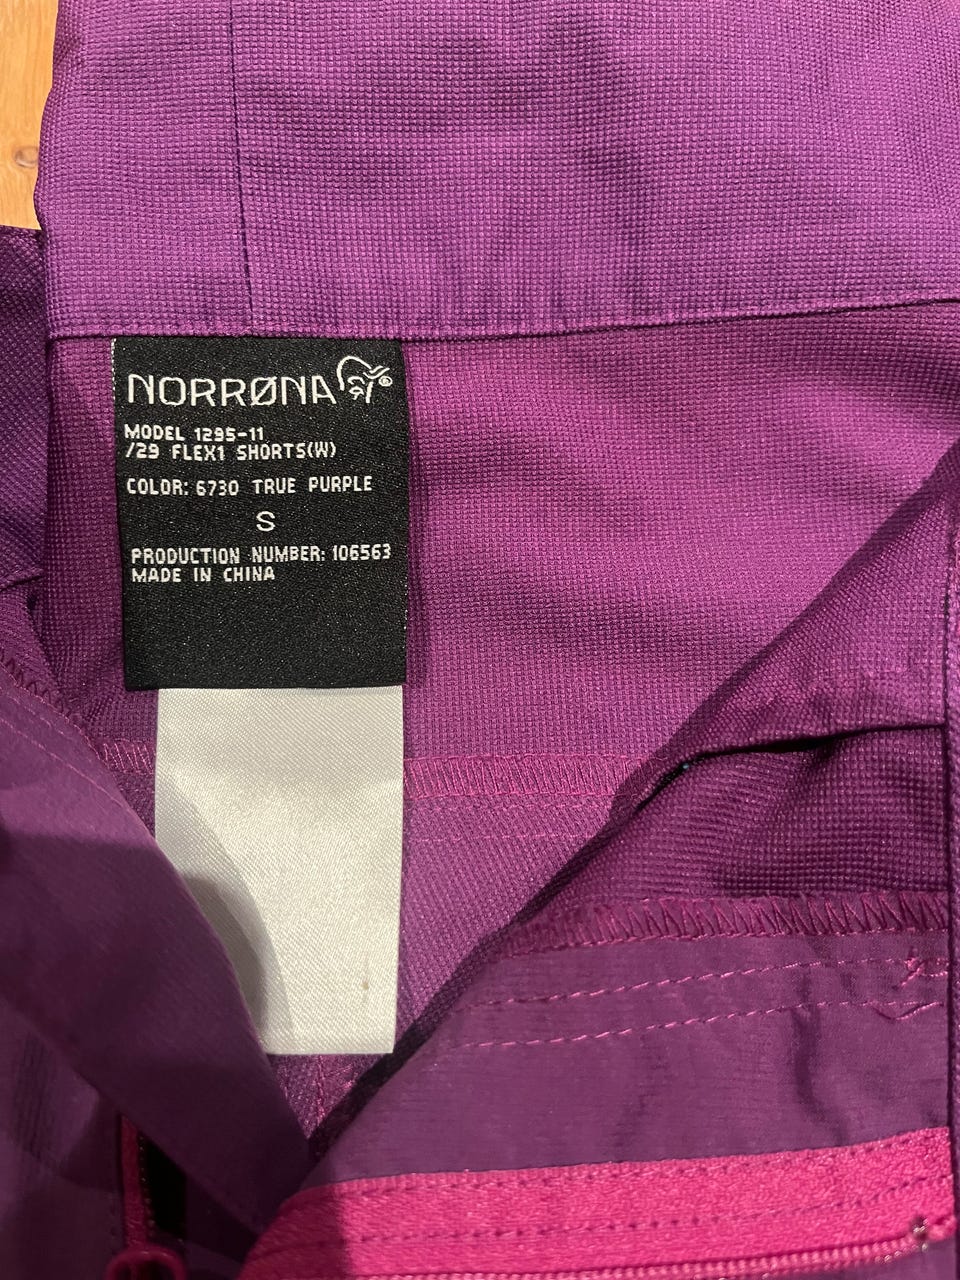 NORRØNA
MODEL 1295-11
/29 FLEX1 SHORTS(W)
COLOR: 6730 TRUE PURPLE
S
PRODUCTION NUMBER: 106563
MADE IN CHINA